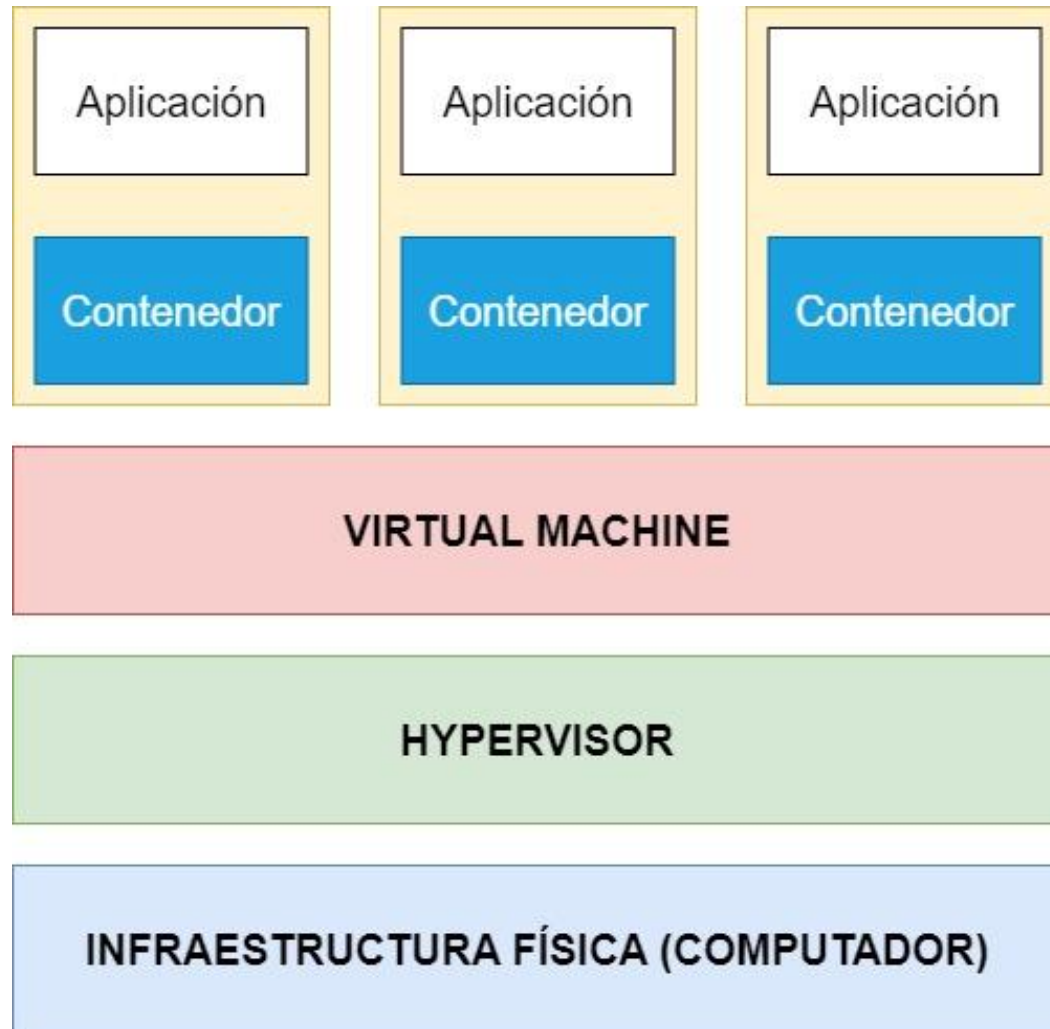 Aplicación Aplicación Aplicación
Contenedor Contenedor Contenedor
VIRTUAL MACHINE
HYPERVISOR
INFRAESTRUCTURA FÍSICA (COMPUTADOR)